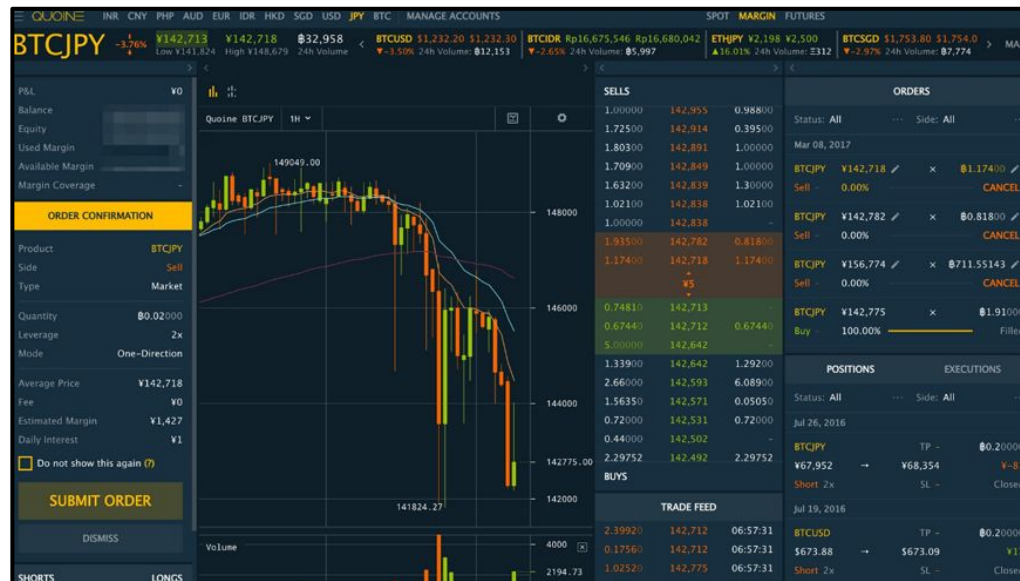 QUOINE INR CNY PHP AUD EUR IDR HKD SGD USD JPY BTC MANAGE ACCOUNTS SPOT MARGIN FUTURES
BTCJPY -3.76% ¥142,713 ¥142,718 ฿32,958 BTCUSD $1,232.20 $1,232.30 BTCIDR Rp16,675,546 Rp16,680,042 ETHJPY ¥2,198 ¥2,500 BTCSGD $1,753.80 $1,754.0
Low ¥141,824 High ¥148,679 24h Volume ▼-3.50% 24h Volume: ฿12,153 ▼-2.65% 24h Volume: ฿5,997 ▲16.01% 24h Volume: Ξ312 ▼-2.97% 24h Volume: ฿7,774
P&L ¥0
Balance
Equity
Used Margin
Available Margin
Margin Coverage -
ORDER CONFIRMATION
Product BTCJPY
Side Sell
Type Market
Quantity ฿0.02000
Leverage 2x
Mode One-Direction
Average Price ¥142,718
Fee ¥0
Estimated Margin ¥1,427
Daily Interest ¥1
Do not show this again (?)
SUBMIT ORDER
DISMISS
SHORTS LONGS
Quoine BTCJPY 1H
149049.00
148000
146000
144000
142775.00
142000
141824.27
Volume
4000
2194.73
SELLS
1.00000 142,955 0.98800
1.72500 142,914 0.39500
1.80300 142,891 1.00000
1.70900 142,849 1.00000
1.63200 142,839 1.30000
1.02100 142,838 1.02100
1.00000 142,838 -
1.93500 142,782 0.81800
1.17400 142,718 1.17400
¥5
0.74810 142,713 -
0.67440 142,712 0.67440
5.00000 142,642 -
1.33900 142,642 1.29200
2.66000 142,593 6.08900
1.56350 142,571 0.05050
0.72000 142,531 0.72000
0.44000 142,502 -
2.29752 142.492 2.29752
BUYS
TRADE FEED
2.39920 142,712 06:57:31
0.17560 142,712 06:57:31
1.02520 142,775 06:57:31
ORDERS
Status: All ··· Side: All
Mar 08, 2017
BTCJPY ¥142,718 × ฿1.17400
Sell - 0.00% CANCEL
BTCJPY ¥142,782 × ฿0.81800
Sell - 0.00% CANCEL
BTCJPY ¥156,774 × ฿711.55143
Sell - 0.00% CANCEL
BTCJPY ¥142,775 × ฿1.9100
Buy - 100.00%
POSITIONS EXECUTIONS
Status: All ··· Side: All
Jul 26, 2016
BTCJPY TP - ฿0.2000
¥67,952 → ¥68,354
Short 2x SL -
Jul 19, 2016
BTCUSD TP - ฿0.2000
$673.88 → $673.09
Short 2x SL -